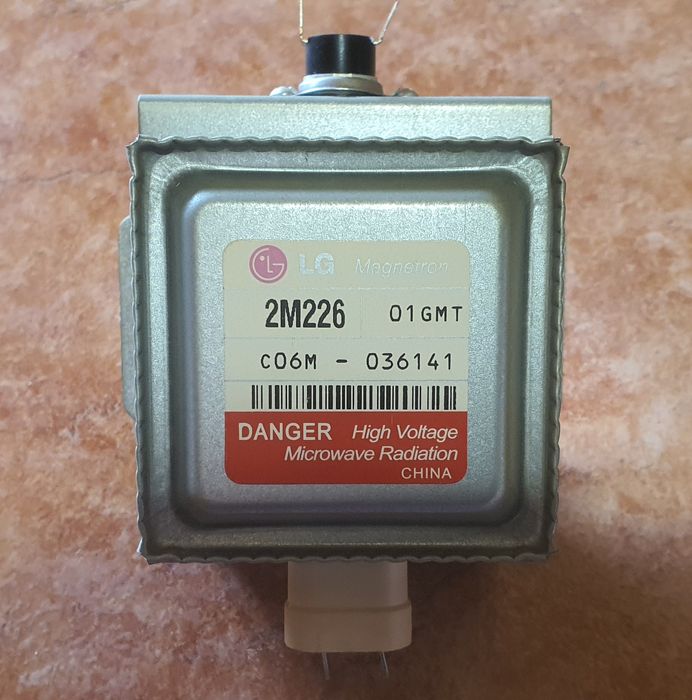 LG Magnetron
2M226 01GMT
C06M - 036141
DANGER High Voltage
Microwave Radiation
CHINA